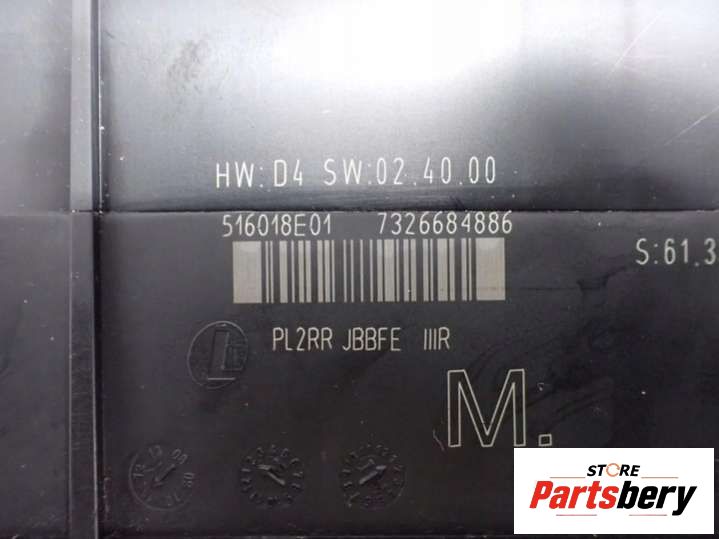 HW:D4 SW:02.40.00
516018E01 7326684886
S:61.3
PL2RR JBBFE IIIR
L
M.
STORE
Partsbery